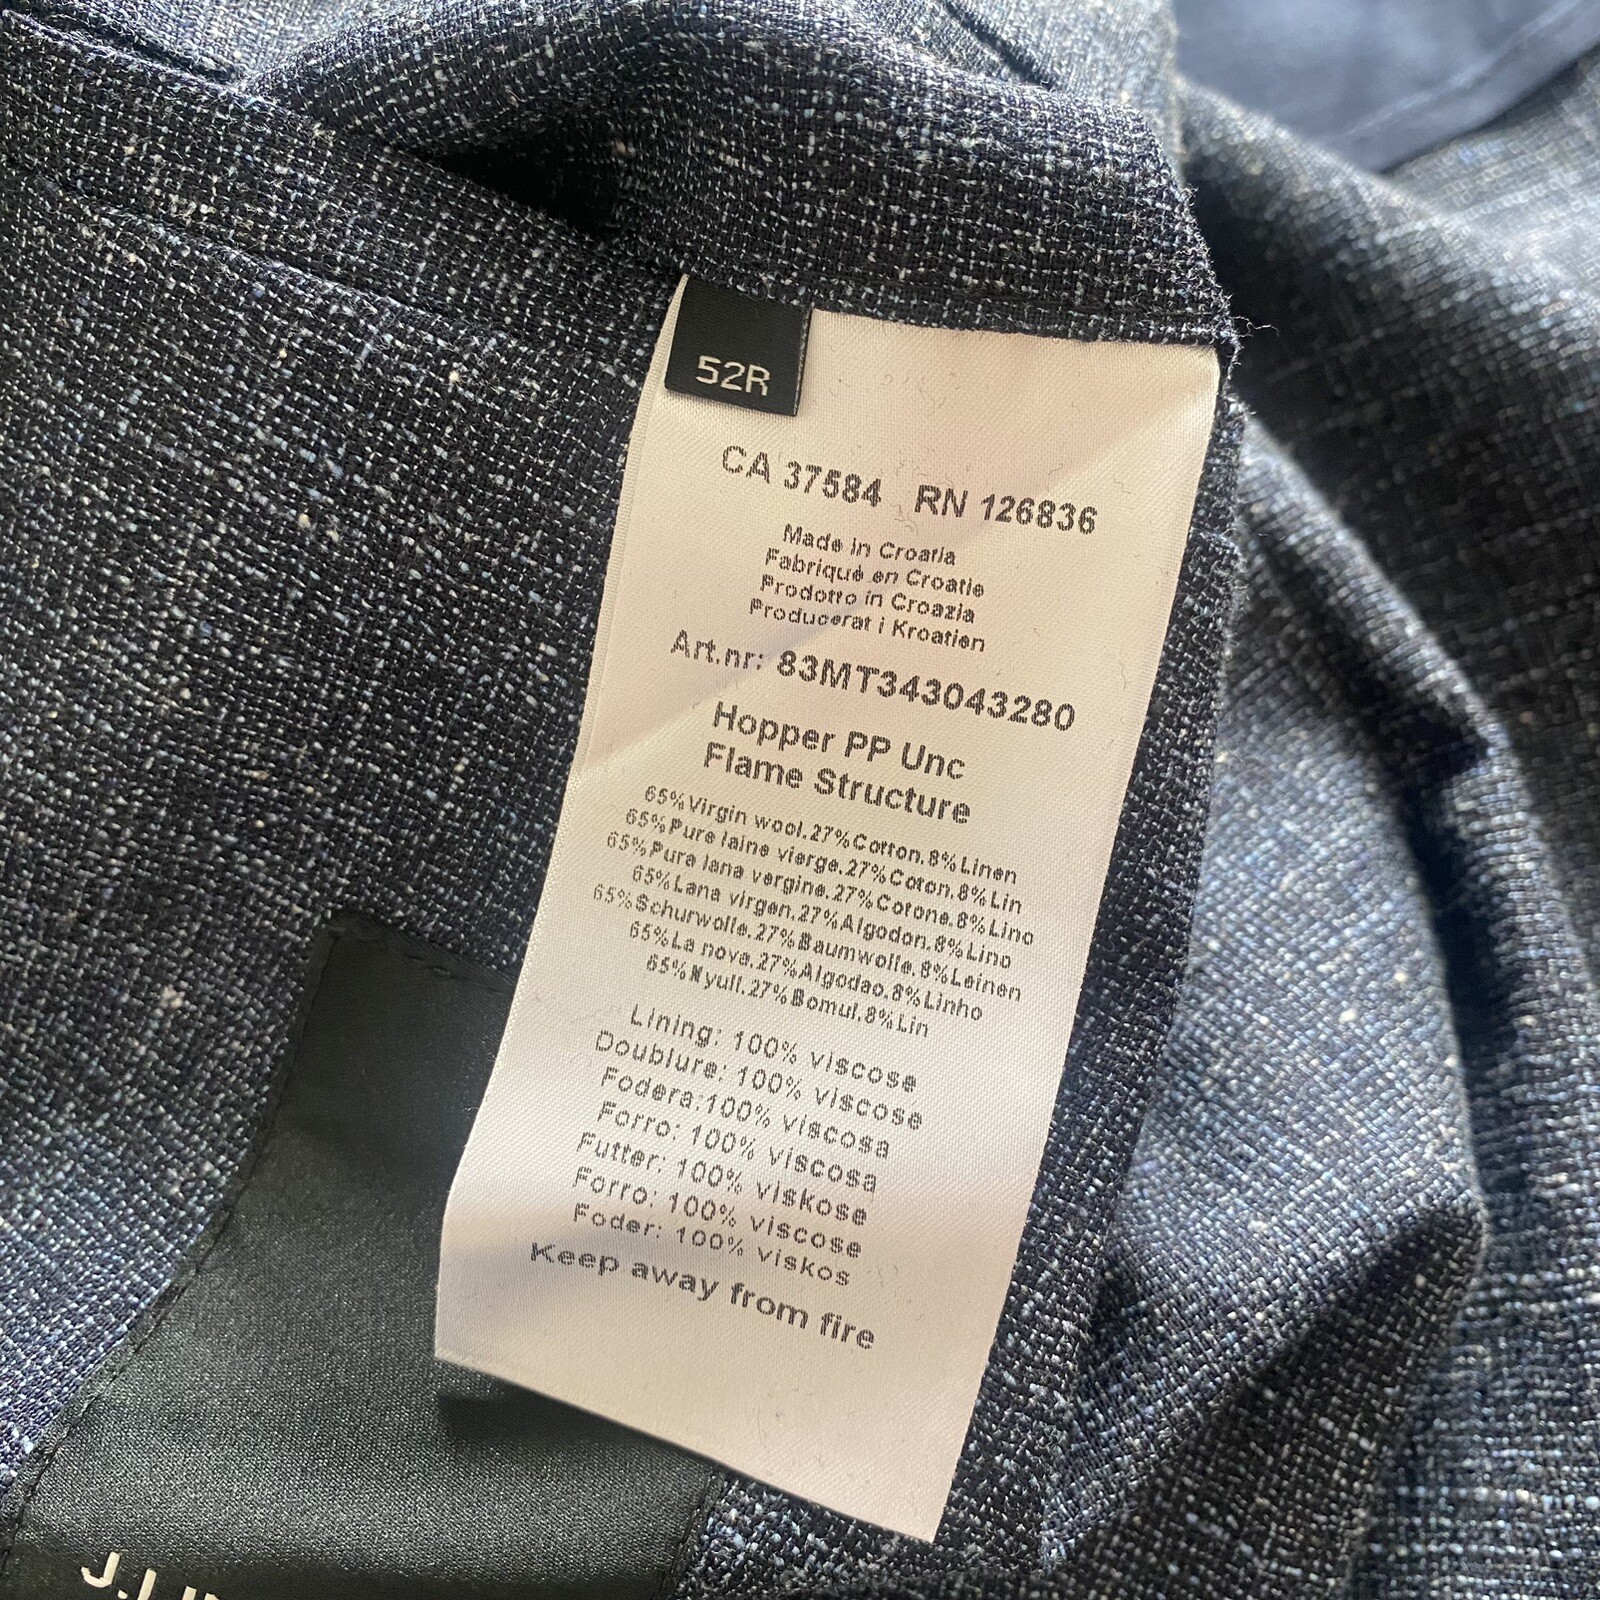 52R
CA 37584 RN 126836
Made in Croatia
Fabriqué en Croatie
Prodotto in Croazia
Producerat i Kroatien
Art.nr: 83MT343043280
Hopper PP Unc
Flame Structure
65%Virgin wool.27%Cotton.8%Linen
65%Pure laine vierge.27%Coton.8%Lin
65%Pura lana vergine.27%Cotone.8%Lino
65%Lana virgen.27%Algodon.8%Lino
65%Schurwolle.27%Baumwolle.8%Leinen
65%La nova.27%Algodao.8%Linho
65%Nyull.27%Bomul.8%Lin
Lining: 100% viscose
Doublure: 100% viscose
Fodera:100% viscosa
Forro: 100% viscosa
Futter: 100% viskose
Forro: 100% viscose
Foder: 100% viskos
Keep away from fire